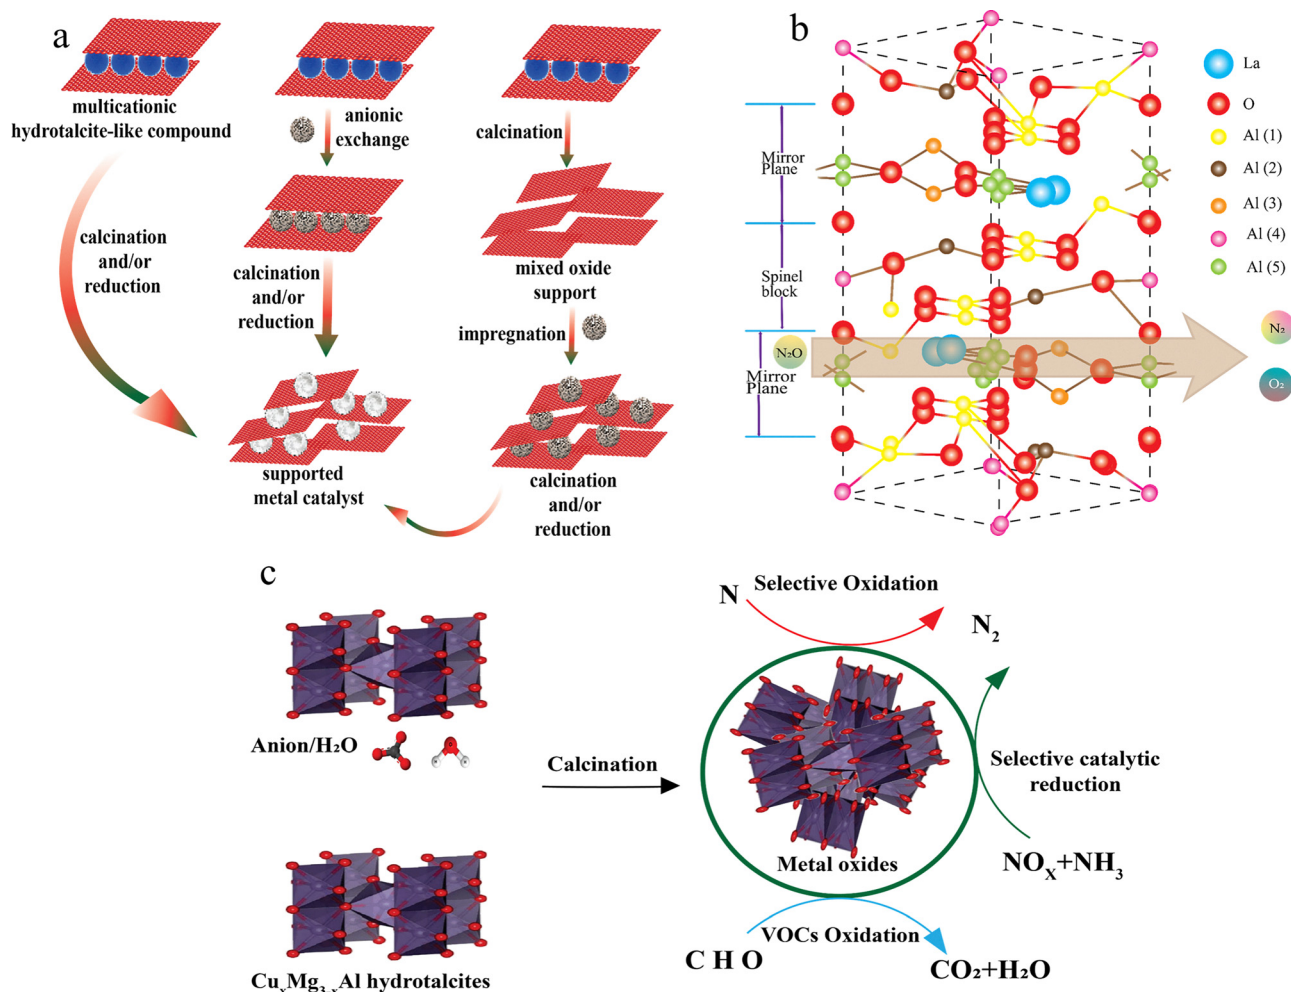 a
multicationic
hydrotalcite-like compound
calcination
and/or
reduction
anionic
exchange
calcination
and/or
reduction
supported
metal catalyst
calcination
mixed oxide
support
impregnation
calcination
and/or
reduction
b
Mirror
Plane
Spinel
block
Mirror
Plane
N₂O
La
O
Al (1)
Al (2)
Al (3)
Al (4)
Al (5)
N₂
O₂
c
Anion/H₂O
CuₓMg₃₋ₓAl hydrotalcites
Calcination
N
Selective Oxidation
N₂
Metal oxides
Selective catalytic
reduction
NOₓ+NH₃
VOCs Oxidation
C H O
CO₂+H₂O